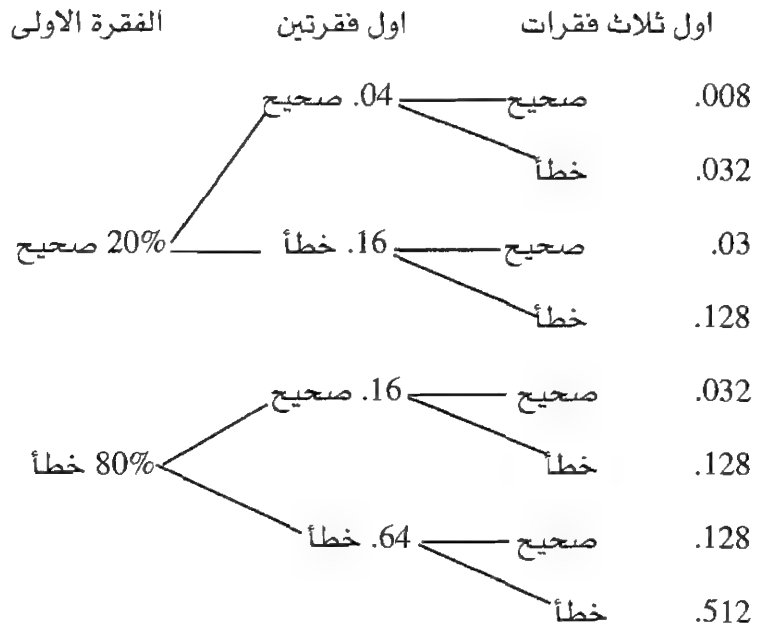 الفقرة الاولى اول فقرتين اول ثلاث فقرات
.04 صحيح صحيح .008
خطأ .032
20% صحيح .16 خطأ صحيح .03
خطأ .128
.16 صحيح صحيح .032
80% خطأ خطأ .128
.64 خطأ صحيح .128
خطأ .512